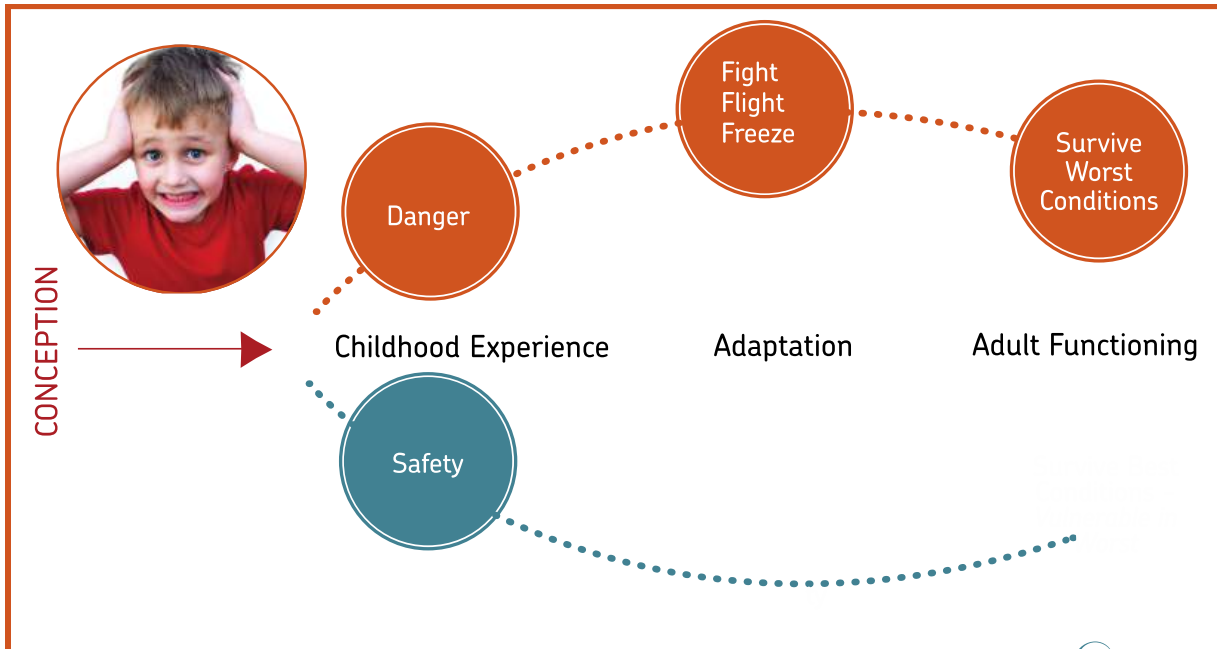 Fight
Flight
Freeze
Survive
Worst
Conditions
Danger
CONCEPTION
Childhood Experience
Adaptation
Adult Functioning
Safety